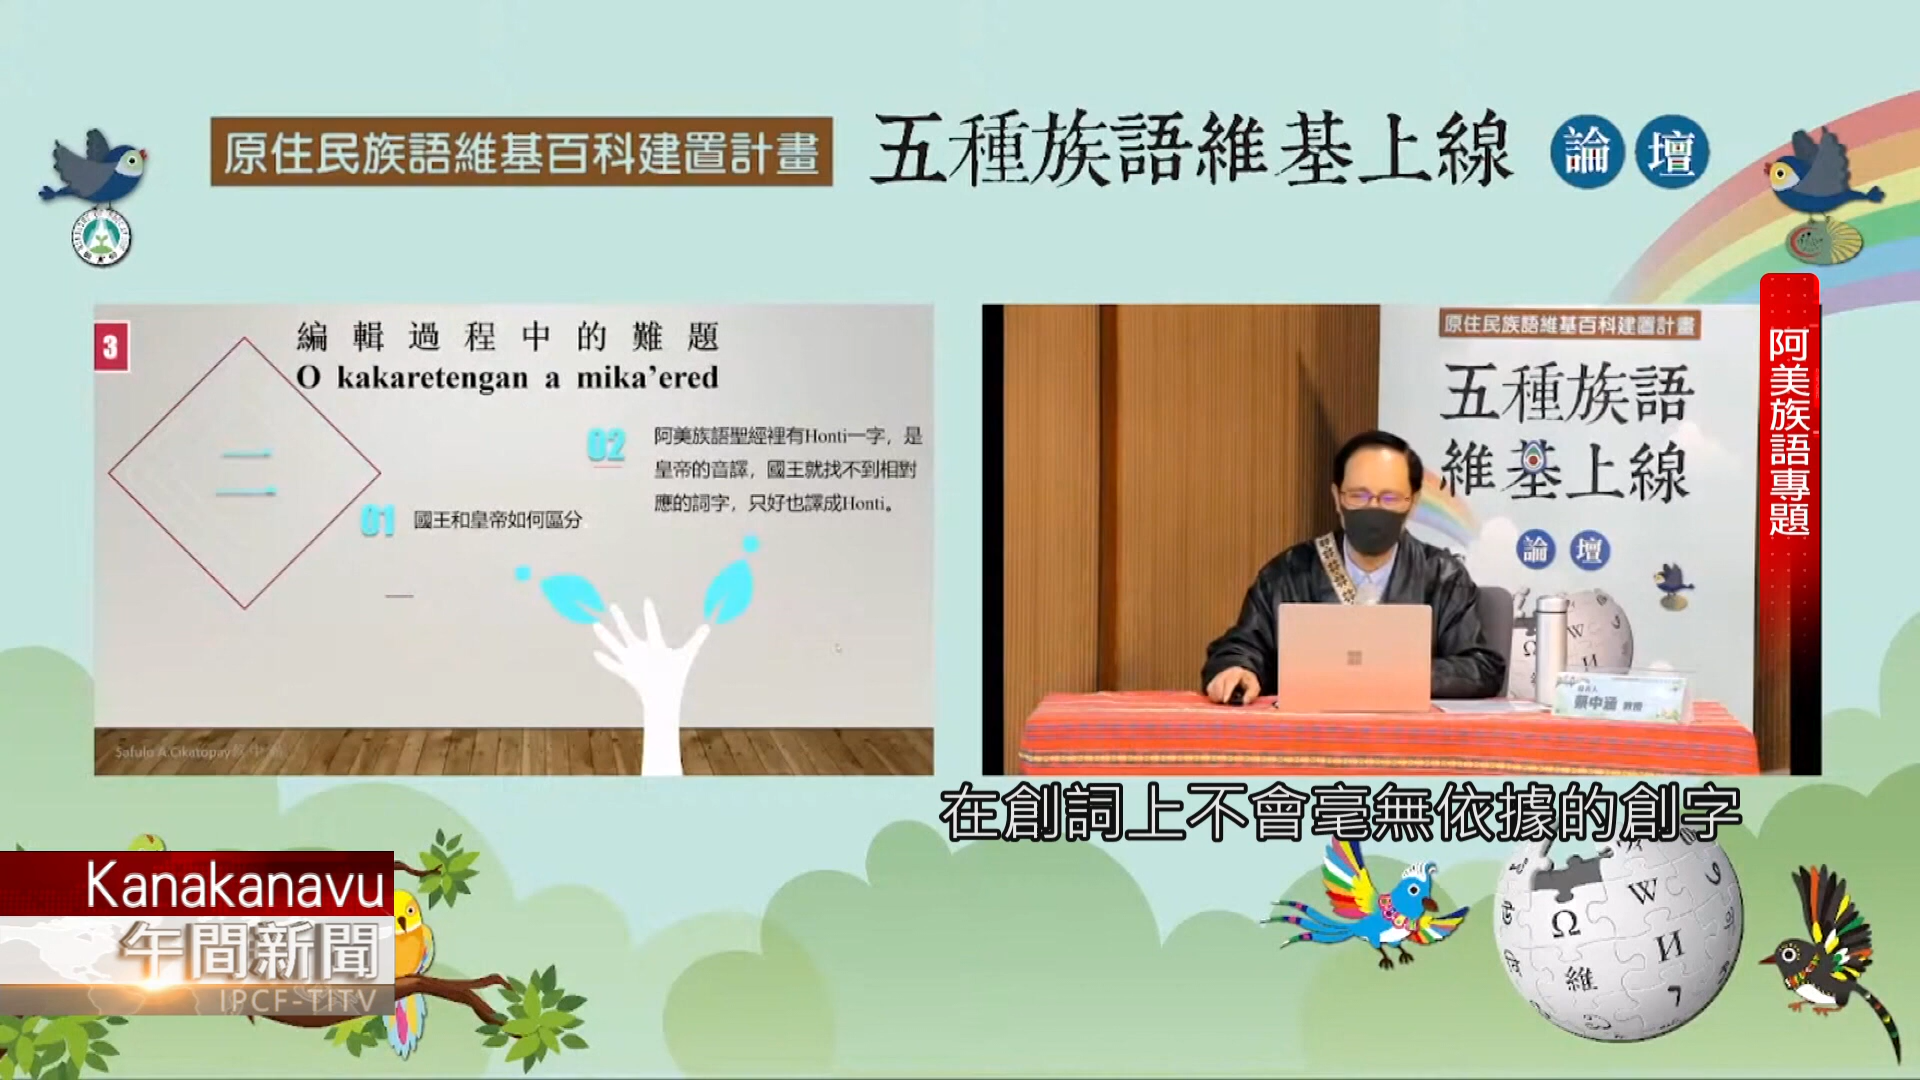 原住民族語維基百科建置計畫
五種族語維基上線 論壇
3
編輯過程中的難題
O kakaretengan a mika'ered
二
01
國王和皇帝如何區分
02
阿美族語聖經裡有Honti一字，是
皇帝的音譯，國王就找不到相對
應的詞字，只好也譯成Honti。
Safulo A.Cikatopay
原住民族語維基百科建置計畫
五種族語
維基上線
論壇
蔡中涵
阿美族語專題
在創詞上不會毫無依據的創字
Kanakanavu
午間新聞
IPCF-TITV
Ω
W
И
維